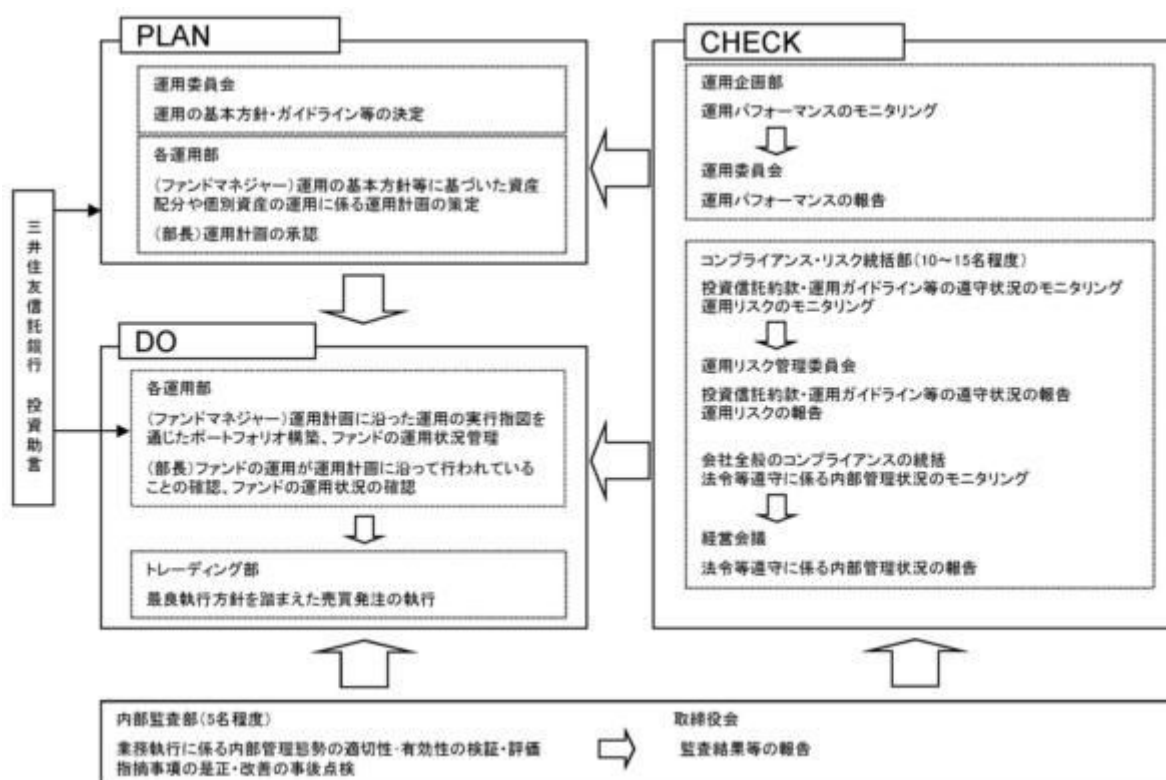 PLAN
運用委員会
運用の基本方針・ガイドライン等の決定
各運用部
(ファンドマネジャー)運用の基本方針等に基づいた資産
配分や個別資産の運用に係る運用計画の策定
(部長)運用計画の承認
三井住友信託銀行 投資助言
DO
各運用部
(ファンドマネジャー)運用計画に沿った運用の実行指図を
通じたポートフォリオ構築、ファンドの運用状況管理
(部長)ファンドの運用が運用計画に沿って行われている
ことの確認、ファンドの運用状況の確認
トレーディング部
最良執行方針を踏まえた売買発注の執行
CHECK
運用企画部
運用パフォーマンスのモニタリング
運用委員会
運用パフォーマンスの報告
コンプライアンス・リスク統括部(10～15名程度)
投資信託約款・運用ガイドライン等の遵守状況のモニタリング
運用リスクのモニタリング
運用リスク管理委員会
投資信託約款・運用ガイドライン等の遵守状況の報告
運用リスクの報告
会社全般のコンプライアンスの統括
法令等遵守に係る内部管理状況のモニタリング
経営会議
法令等遵守に係る内部管理状況の報告
内部監査部(5名程度)
業務執行に係る内部管理態勢の適切性・有効性の検証・評価
指摘事項の是正・改善の事後点検
取締役会
監査結果等の報告